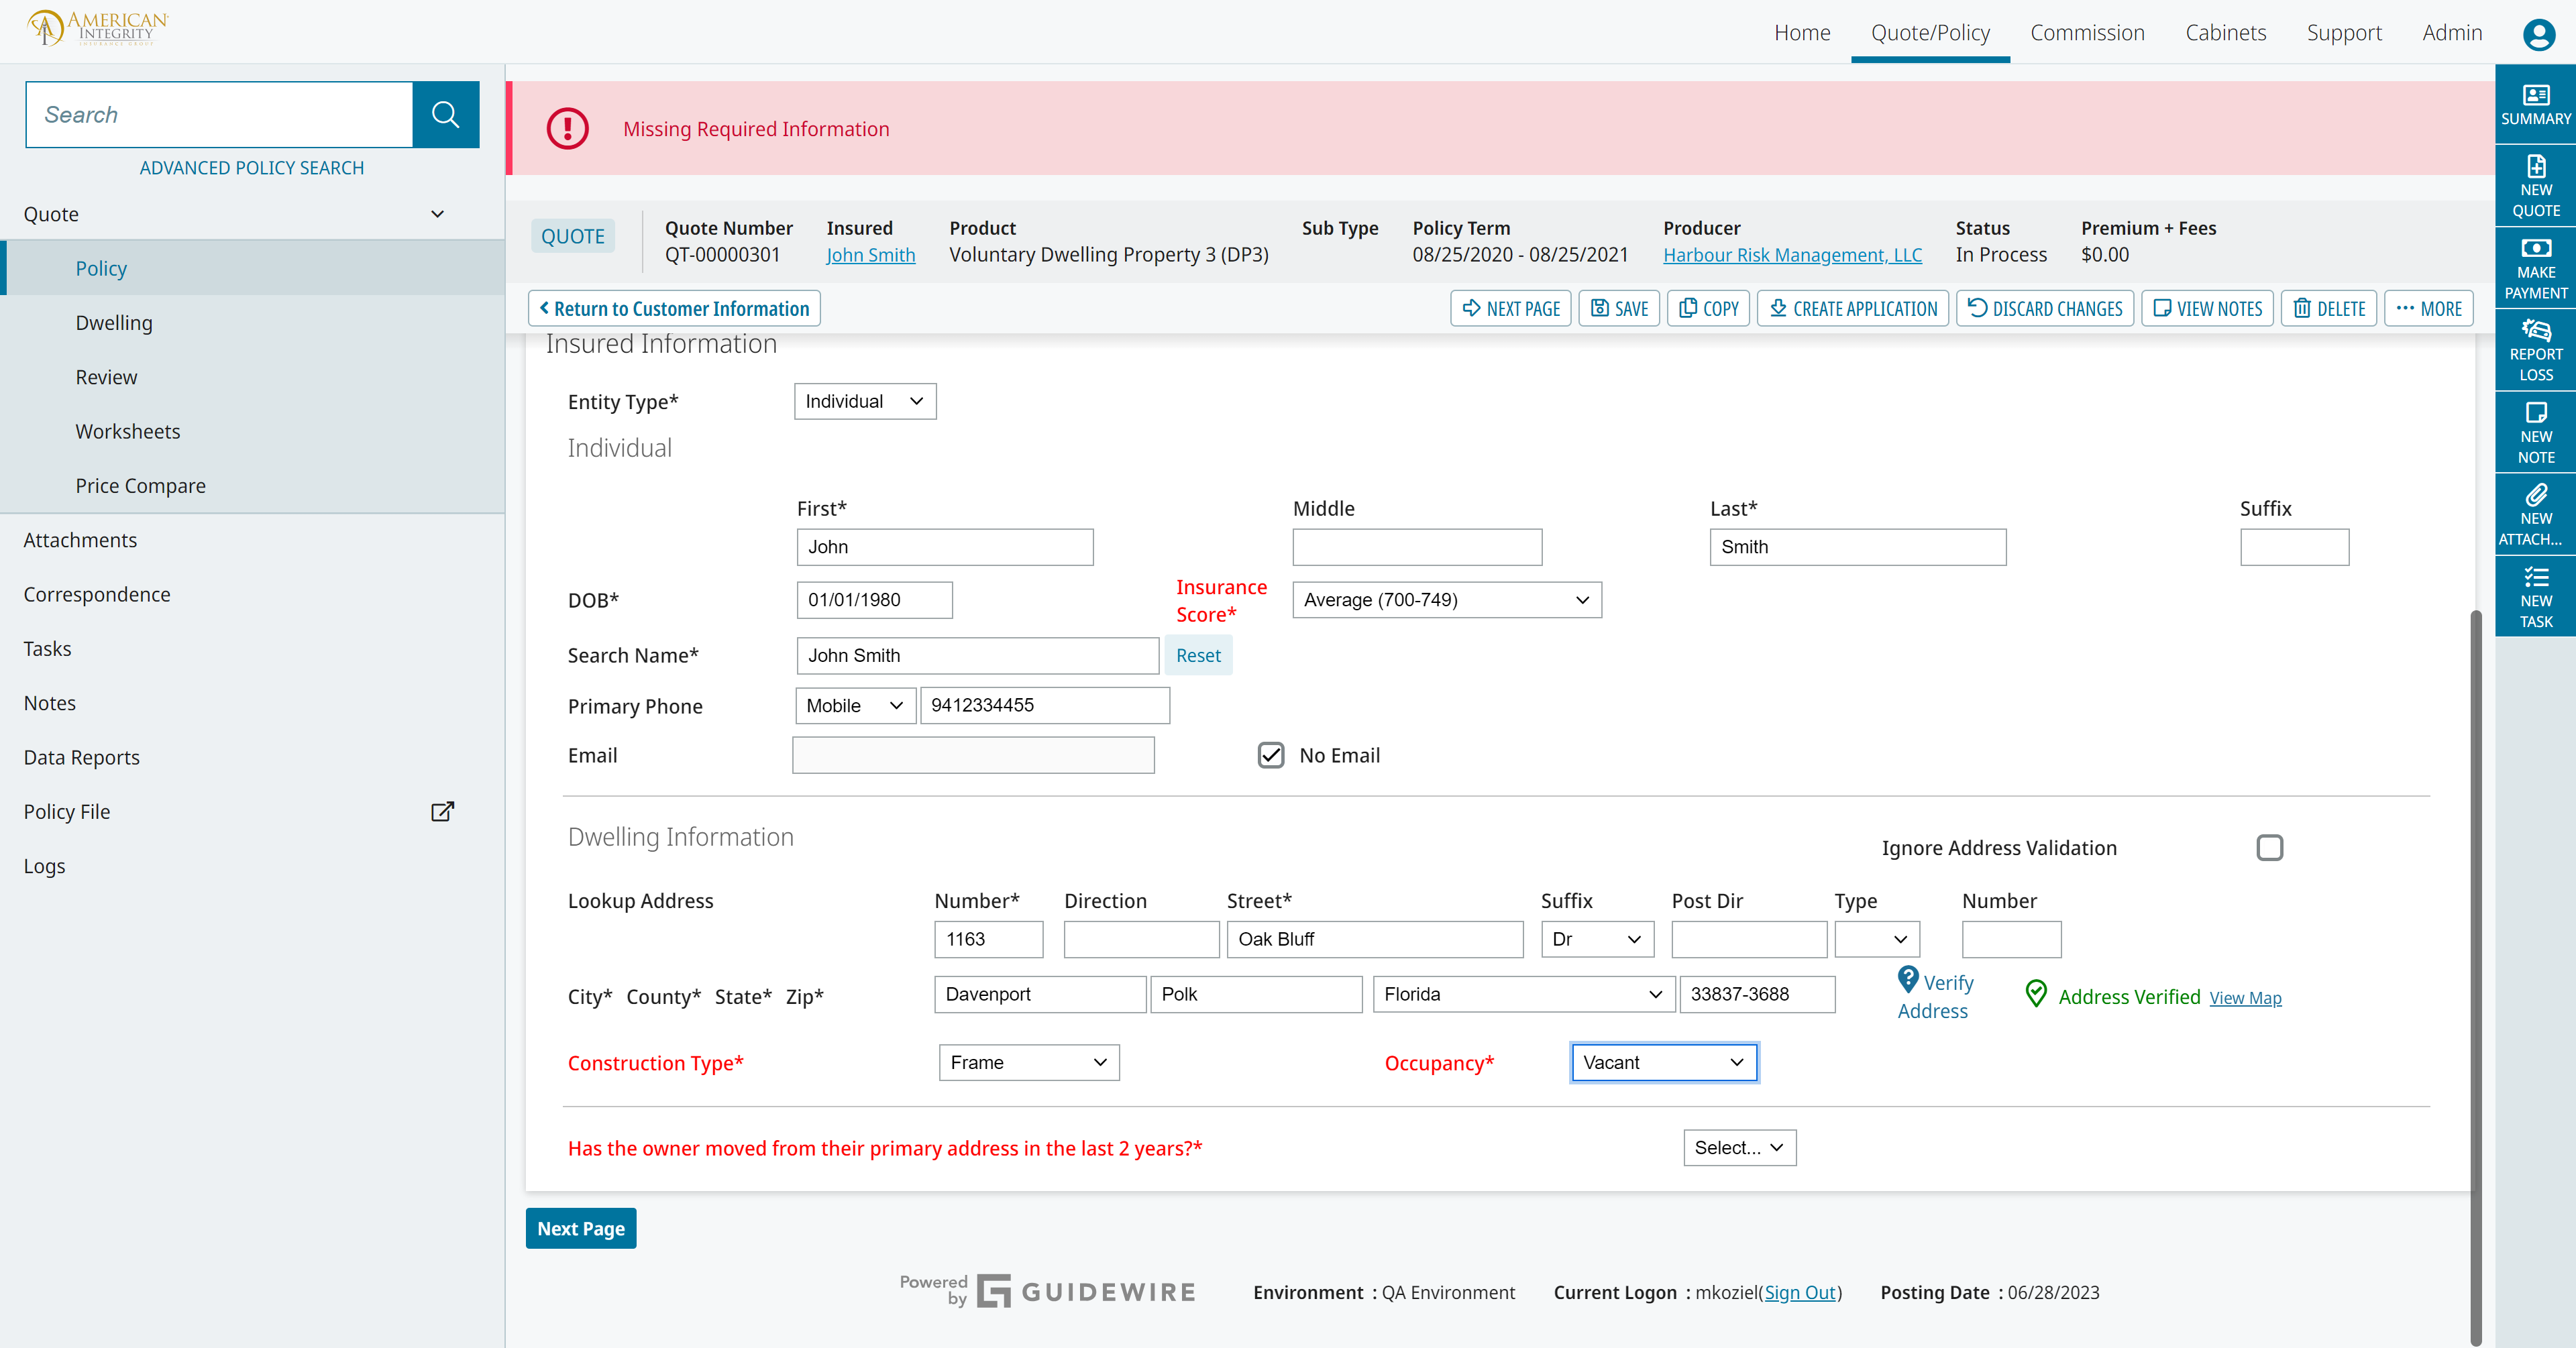 AMERICAN
INTEGRITY
INSURANCE GROUP
Home Quote/Policy Commission Cabinets Support Admin
Search
ADVANCED POLICY SEARCH
Quote
Policy
Dwelling
Review
Worksheets
Price Compare
Attachments
Correspondence
Tasks
Notes
Data Reports
Policy File
Logs
Missing Required Information
QUOTE
Quote Number Insured Product Sub Type Policy Term Producer Status Premium + Fees
QT-00000301 John Smith Voluntary Dwelling Property 3 (DP3) 08/25/2020 - 08/25/2021 Harbour Risk Management, LLC In Process $0.00
Return to Customer Information NEXT PAGE SAVE COPY CREATE APPLICATION DISCARD CHANGES VIEW NOTES DELETE MORE
Insured Information
Entity Type* Individual
Individual
First* Middle Last* Suffix
John Smith
DOB* 01/01/1980 Insurance Score* Average (700-749)
Search Name* John Smith Reset
Primary Phone Mobile 9412334455
Email No Email
Dwelling Information
Ignore Address Validation
Lookup Address Number* Direction Street* Suffix Post Dir Type Number
1163 Oak Bluff Dr
City* County* State* Zip* Davenport Polk Florida 33837-3688 Verify Address Address Verified View Map
Construction Type* Frame Occupancy* Vacant
Has the owner moved from their primary address in the last 2 years?* Select...
Next Page
Powered by GUIDEWIRE Environment : QA Environment Current Logon : mkoziel(Sign Out) Posting Date : 06/28/2023
SUMMARY
NEW
QUOTE
MAKE
PAYMENT
REPORT
LOSS
NEW
NOTE
NEW
ATTACH...
NEW
TASK